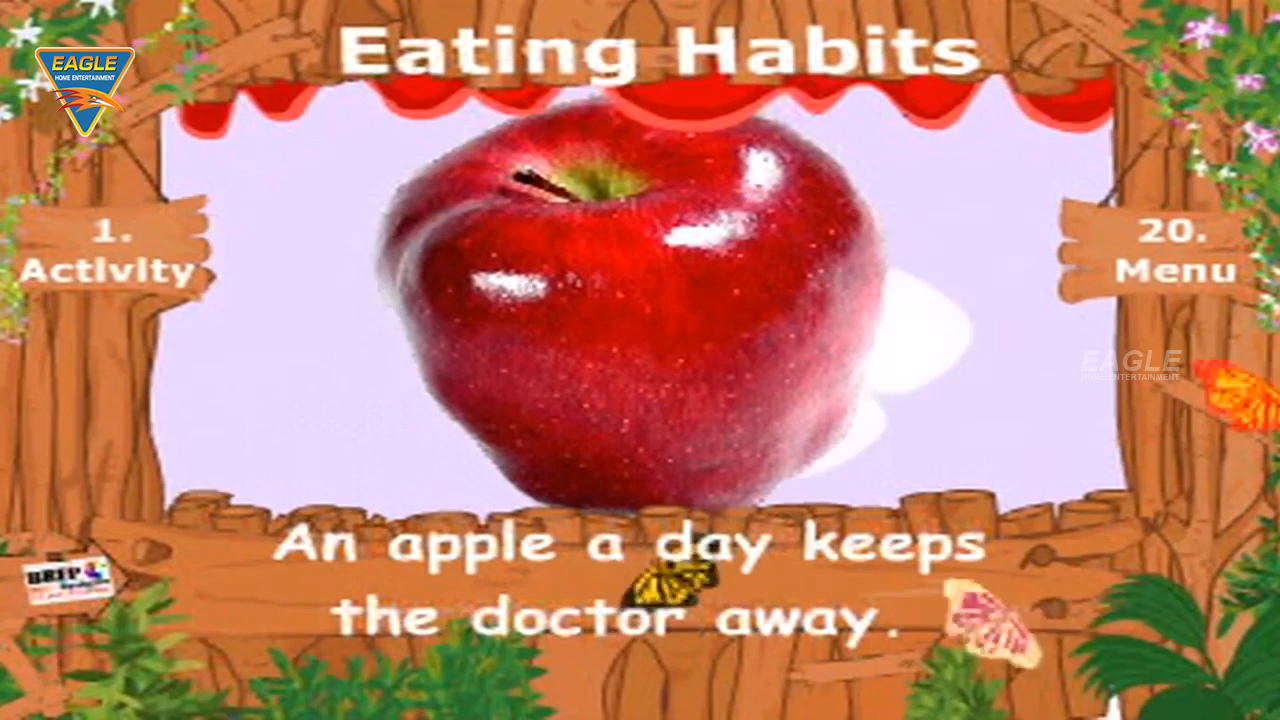 Eating Habits
EAGLE
HOME ENTERTAINMENT
1.
Activity
20.
Menu
EAGLE
HOME ENTERTAINMENT
An apple a day keeps
the doctor away.